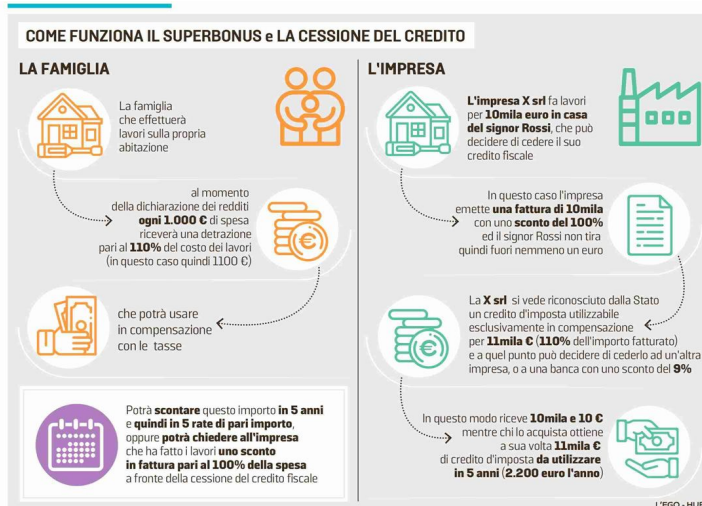 COME FUNZIONA IL SUPERBONUS e LA CESSIONE DEL CREDITO
LA FAMIGLIA
La famiglia
che effettuerà
lavori sulla propria
abitazione
al momento
della dichiarazione dei redditi
ogni 1.000 € di spesa
riceverà una detrazione
pari al 110% del costo dei lavori
(in questo caso quindi 1100 €)
che potrà usare
in compensazione
con le tasse
Potrà scontare questo importo in 5 anni
e quindi in 5 rate di pari importo,
oppure potrà chiedere all'impresa
che ha fatto i lavori uno sconto
in fattura pari al 100% della spesa
a fronte della cessione del credito fiscale
L'IMPRESA
L'impresa X srl fa lavori
per 10mila euro in casa
del signor Rossi, che può
decidere di cedere il suo
credito fiscale
In questo caso l'impresa
emette una fattura di 10mila
con uno sconto del 100%
ed il signor Rossi non tira
quindi fuori nemmeno un euro
La X srl si vede riconosciuto dalla Stato
un credito d'imposta utilizzabile
esclusivamente in compensazione
per 11mila € (110% dell'importo fatturato)
e a quel punto può decidere di cederlo ad un'altra
impresa, o a una banca con uno sconto del 9%
In questo modo riceve 10mila e 10 €
mentre chi lo acquista ottiene
a sua volta 11mila €
di credito d'imposta da utilizzare
in 5 anni (2.200 euro l'anno)
L'EGO - HUB